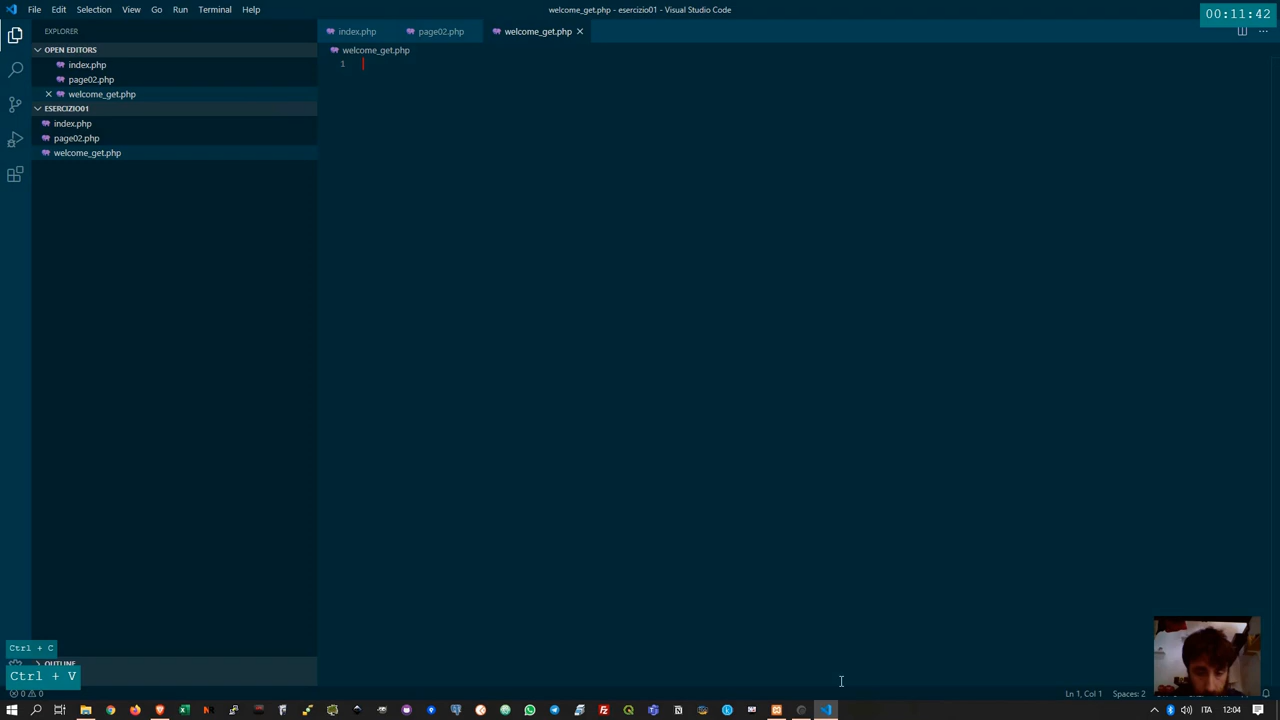 File Edit Selection View Go Run Terminal Help
welcome_get.php - esercizio01 - Visual Studio Code
00:11:42
EXPLORER
index.php page02.php welcome_get.php
OPEN EDITORS
welcome_get.php
index.php
1
page02.php
welcome_get.php
ESERCIZIO01
index.php
page02.php
welcome_get.php
Ctrl + C
OUTLINE
Ctrl + V
0 0
Ln 1, Col 1 Spaces: 2
ITA 12:04